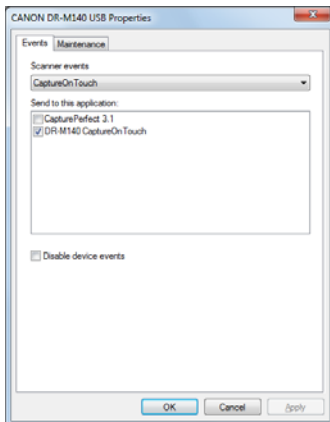 CANON DR-M140 USB Properties
Events Maintenance
Scanner events
CaptureOnTouch
Send to this application:
CapturePerfect 3.1
DR-M140 CaptureOnTouch
Disable device events
OK Cancel Apply